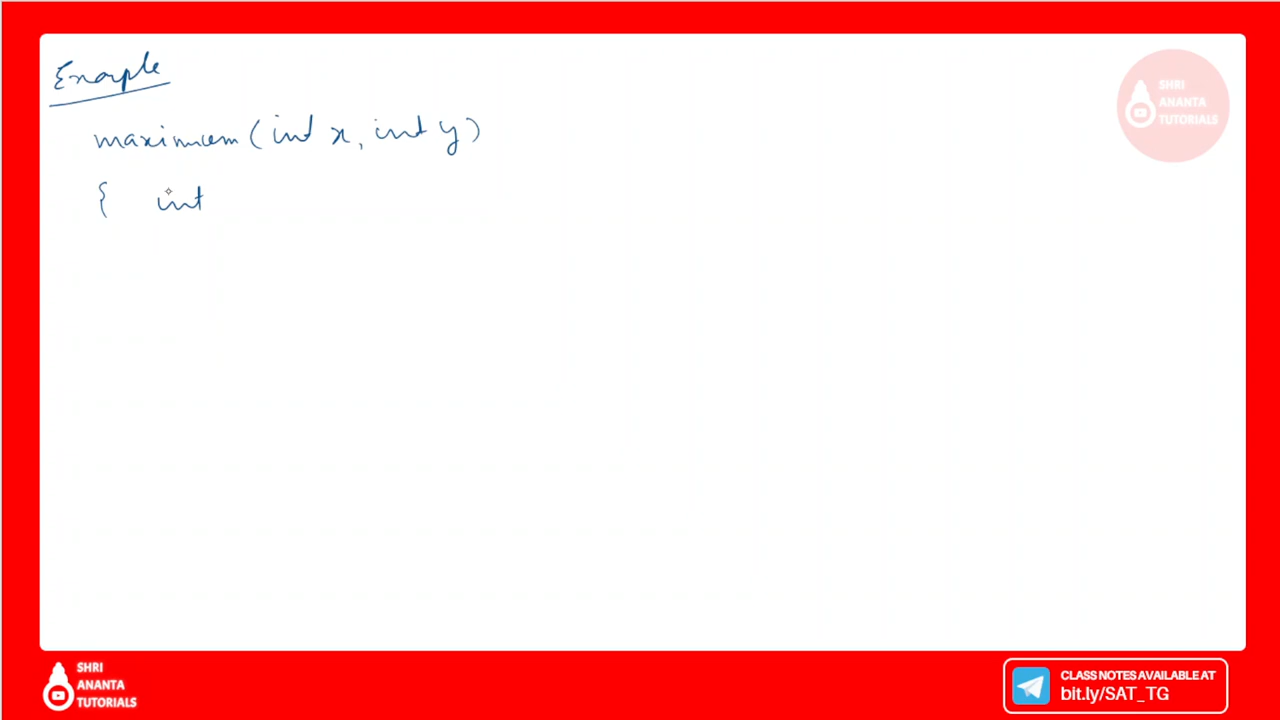 Example
maximum(int x, int y)
{ int
SHRI
ANANTA
TUTORIALS
SHRI
ANANTA
TUTORIALS
CLASS NOTES AVAILABLE AT
bit.ly/SAT_TG